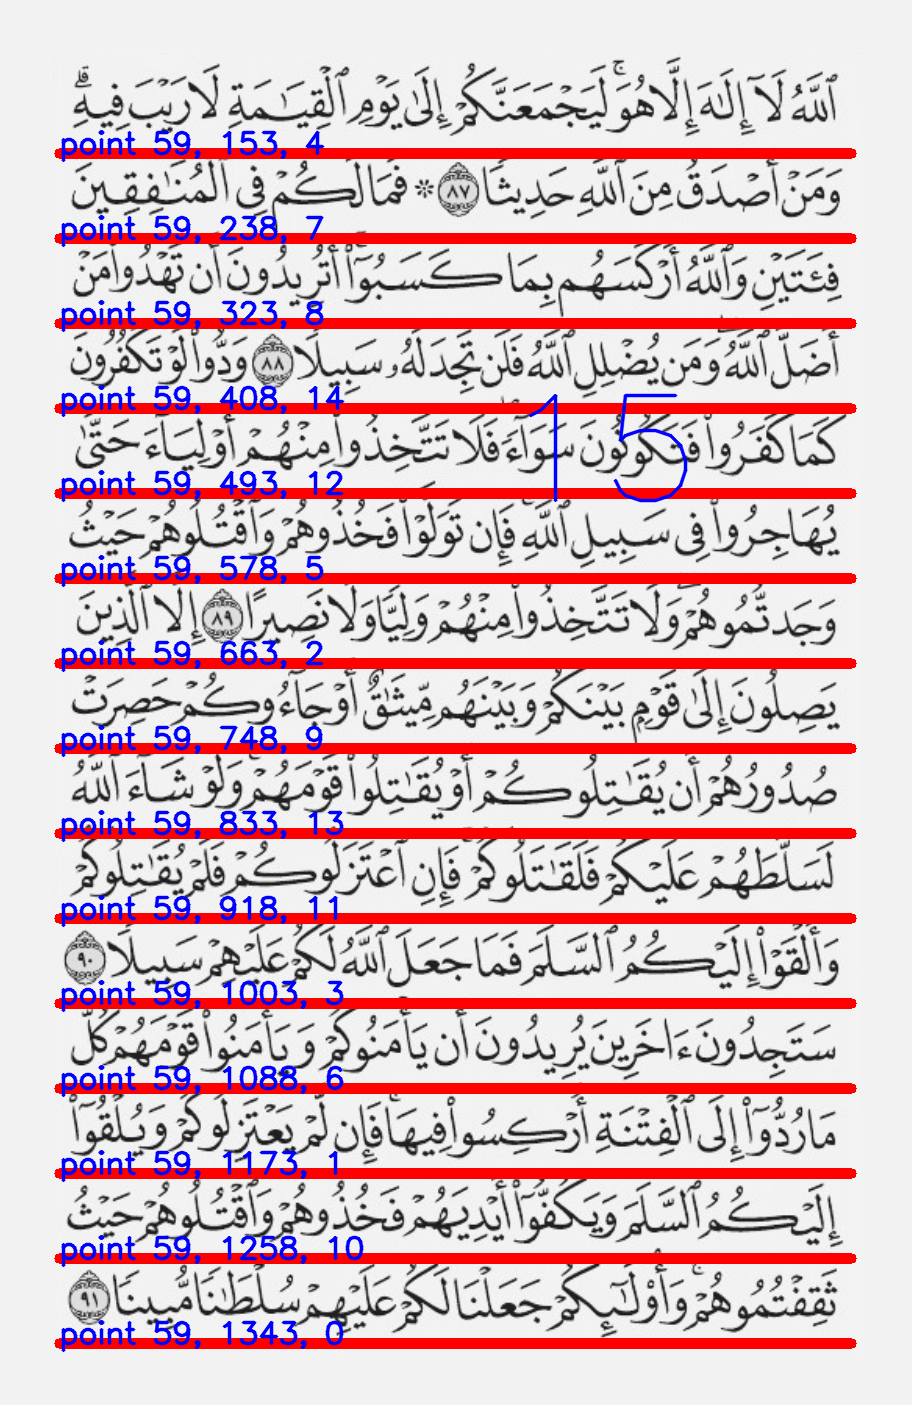 ٱللَّهُ لَآ إِلَٰهَ إِلَّا هُوَ ۚ لَيَجْمَعَنَّكُمْ إِلَىٰ يَوْمِ ٱلْقِيَٰمَةِ لَا رَيْبَ فِيهِ ۗ
point 59, 153, 4
وَمَنْ أَصْدَقُ مِنَ ٱللَّهِ حَدِيثًا ٨٧ ۞ فَمَا لَكُمْ فِى ٱلْمُنَٰفِقِينَ
point 59, 238, 7
فِئَتَيْنِ وَٱللَّهُ أَرْكَسَهُم بِمَا كَسَبُوٓا۟ ۚ أَتُرِيدُونَ أَن تَهْدُوا۟ مَنْ
point 59, 323, 8
أَضَلَّ ٱللَّهُ ۖ وَمَن يُضْلِلِ ٱللَّهُ فَلَن تَجِدَ لَهُۥ سَبِيلًا ٨٨ وَدُّوا۟ لَوْ تَكْفُرُونَ
point 59, 408, 14
15
كَمَا كَفَرُوا۟ فَتَكُونُونَ سَوَآءً ۖ فَلَا تَتَّخِذُوا۟ مِنْهُمْ أَوْلِيَآءَ حَتَّىٰ
point 59, 493, 12
يُهَاجِرُوا۟ فِى سَبِيلِ ٱللَّهِ ۚ فَإِن تَوَلَّوْا۟ فَخُذُوهُمْ وَٱقْتُلُوهُمْ حَيْثُ
point 59, 578, 5
وَجَدتُّمُوهُمْ ۖ وَلَا تَتَّخِذُوا۟ مِنْهُمْ وَلِيًّا وَلَا نَصِيرًا ٨٩ إِلَّا ٱلَّذِينَ
point 59, 663, 2
يَصِلُونَ إِلَىٰ قَوْمٍۭ بَيْنَكُمْ وَبَيْنَهُم مِّيثَٰقٌ أَوْ جَآءُوكُمْ حَصِرَتْ
point 59, 748, 9
صُدُورُهُمْ أَن يُقَٰتِلُوكُمْ أَوْ يُقَٰتِلُوا۟ قَوْمَهُمْ ۚ وَلَوْ شَآءَ ٱللَّهُ
point 59, 833, 13
لَسَلَّطَهُمْ عَلَيْكُمْ فَلَقَٰتَلُوكُمْ ۚ فَإِنِ ٱعْتَزَلُوكُمْ فَلَمْ يُقَٰتِلُوكُمْ
point 59, 918, 11
وَأَلْقَوْا۟ إِلَيْكُمُ ٱلسَّلَمَ فَمَا جَعَلَ ٱللَّهُ لَكُمْ عَلَيْهِمْ سَبِيلًا ٩٠
point 59, 1003, 3
سَتَجِدُونَ ءَاخَرِينَ يُرِيدُونَ أَن يَأْمَنُوكُمْ وَيَأْمَنُوا۟ قَوْمَهُمْ كُلَّ
point 59, 1088, 6
مَا رُدُّوٓا۟ إِلَى ٱلْفِتْنَةِ أُرْكِسُوا۟ فِيهَا ۚ فَإِن لَّمْ يَعْتَزِلُوكُمْ وَيُلْقُوٓا۟
point 59, 1173, 1
إِلَيْكُمُ ٱلسَّلَمَ وَيَكُفُّوٓا۟ أَيْدِيَهُمْ فَخُذُوهُمْ وَٱقْتُلُوهُمْ حَيْثُ
point 59, 1258, 10
ثَقِفْتُمُوهُمْ ۚ وَأُو۟لَٰٓئِكُمْ جَعَلْنَا لَكُمْ عَلَيْهِمْ سُلْطَٰنًا مُّبِينًا ٩١
point 59, 1343, 0